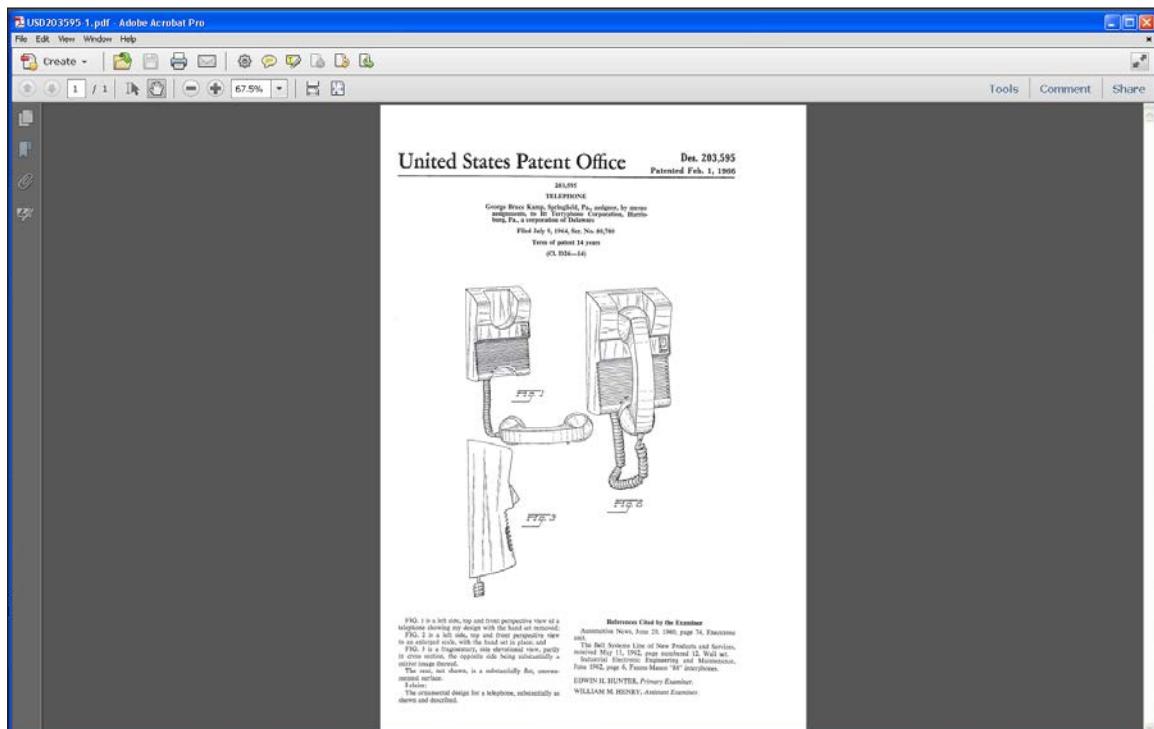 USD203595-1.pdf - Adobe Acrobat Pro
File Edit View Window Help
Create
1 / 1 67.5% Tools Comment Share
United States Patent Office
Des. 203,595
Patented Feb. 1, 1966
203,595
TELEPHONE
George Bruce Kamp, Springfield, Pa., assignor, by mesne
assignments, to Corporation, Harris-
burg, Pa., a corporation of Delaware
Filed July 9, 1964, Ser. No. 80,780
Term of patent 14 years
(Cl. D26—14)
FIG. 1
FIG. 2
FIG. 3
FIG. 1 is a left side, top and front perspective view of a
telephone showing my design with the hand set removed;
FIG. 2 is a left side, top and front perspective view
to an enlarged scale, with the hand set in place; and
FIG. 3 is a fragmentary, side elevational view, partly
in cross section, the opposite side being substantially a
mirror image thereof.
The rear, not shown, is a substantially flat, unorna-
mented surface.
I claim:
The ornamental design for a telephone, substantially as
shown and described.
References Cited by the Examiner
Automotive News, June 20, 1960, page 74, Executone
unit.
The Bell Systems Line of New Products and Services,
received May 11, 1962, page numbered 12, Wall set.
Industrial Electronic Engineering and Maintenance,
June 1962, page 6, Fanon-Mason "88" interphones.
EDWIN H. HUNTER, Primary Examiner.
WILLIAM M. HENRY, Assistant Examiner.